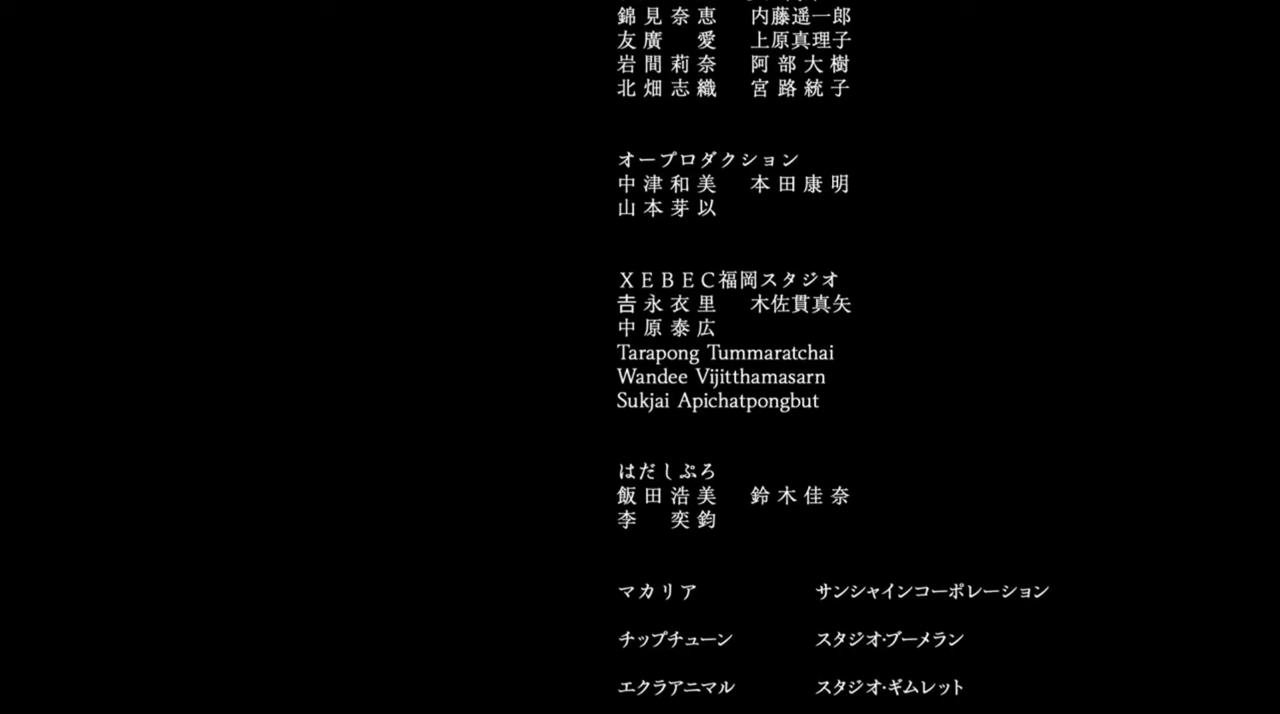 錦見奈恵 内藤遥一郎
友廣 愛 上原真理子
岩間莉奈 阿部大樹
北畑志織 宮路統子
オープロダクション
中津和美 本田康明
山本芽以
ＸＥＢＥＣ福岡スタジオ
𠮷永衣里 木佐貫真矢
中原泰広
Tarapong Tummaratchai
Wandee Vijitthamasarn
Sukjai Apichatpongbut
はだしぷろ
飯田浩美 鈴木佳奈
李 奕鈞
マカリア サンシャインコーポレーション
チップチューン スタジオ・ブーメラン
エクラアニマル スタジオ・ギムレット